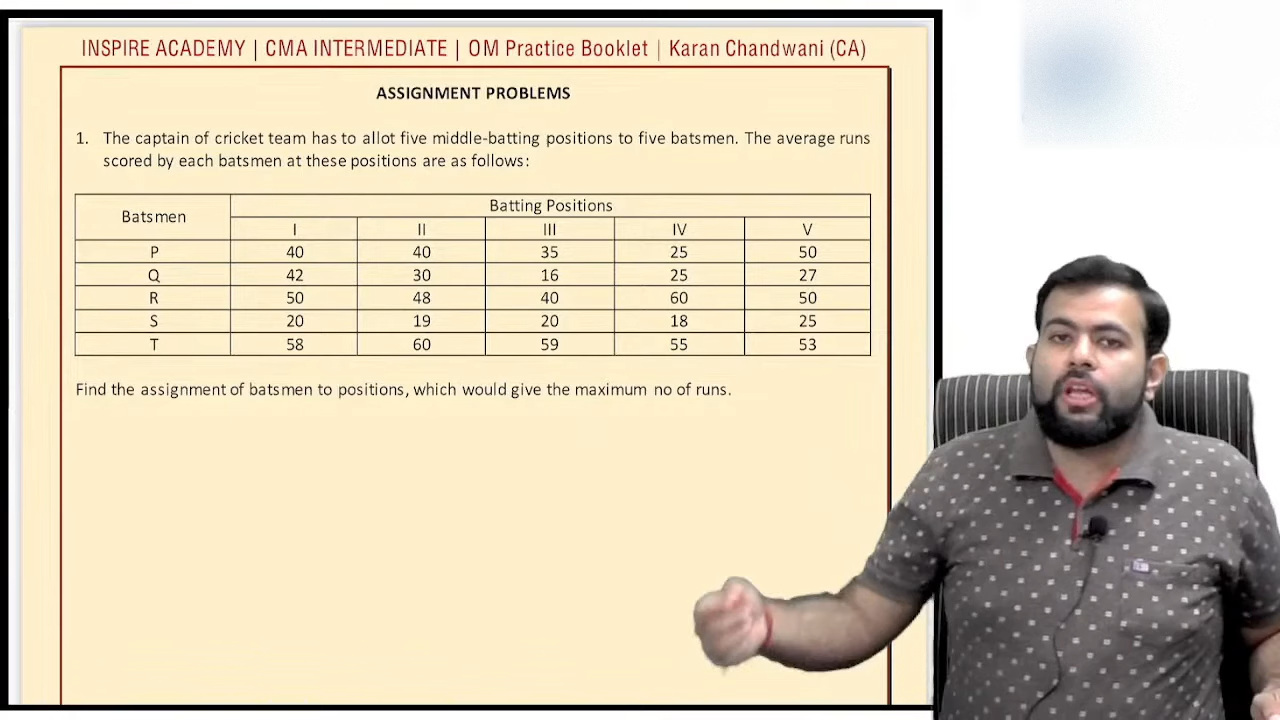 INSPIRE ACADEMY | CMA INTERMEDIATE | OM Practice Booklet | Karan Chandwani (CA)
ASSIGNMENT PROBLEMS
1. The captain of cricket team has to allot five middle-batting positions to five batsmen. The average runs
scored by each batsmen at these positions are as follows:
Batsmen Batting Positions
I II III IV V
P 40 40 35 25 50
Q 42 30 16 25 27
R 50 48 40 60 50
S 20 19 20 18 25
T 58 60 59 55 53
Find the assignment of batsmen to positions, which would give the maximum no of runs.